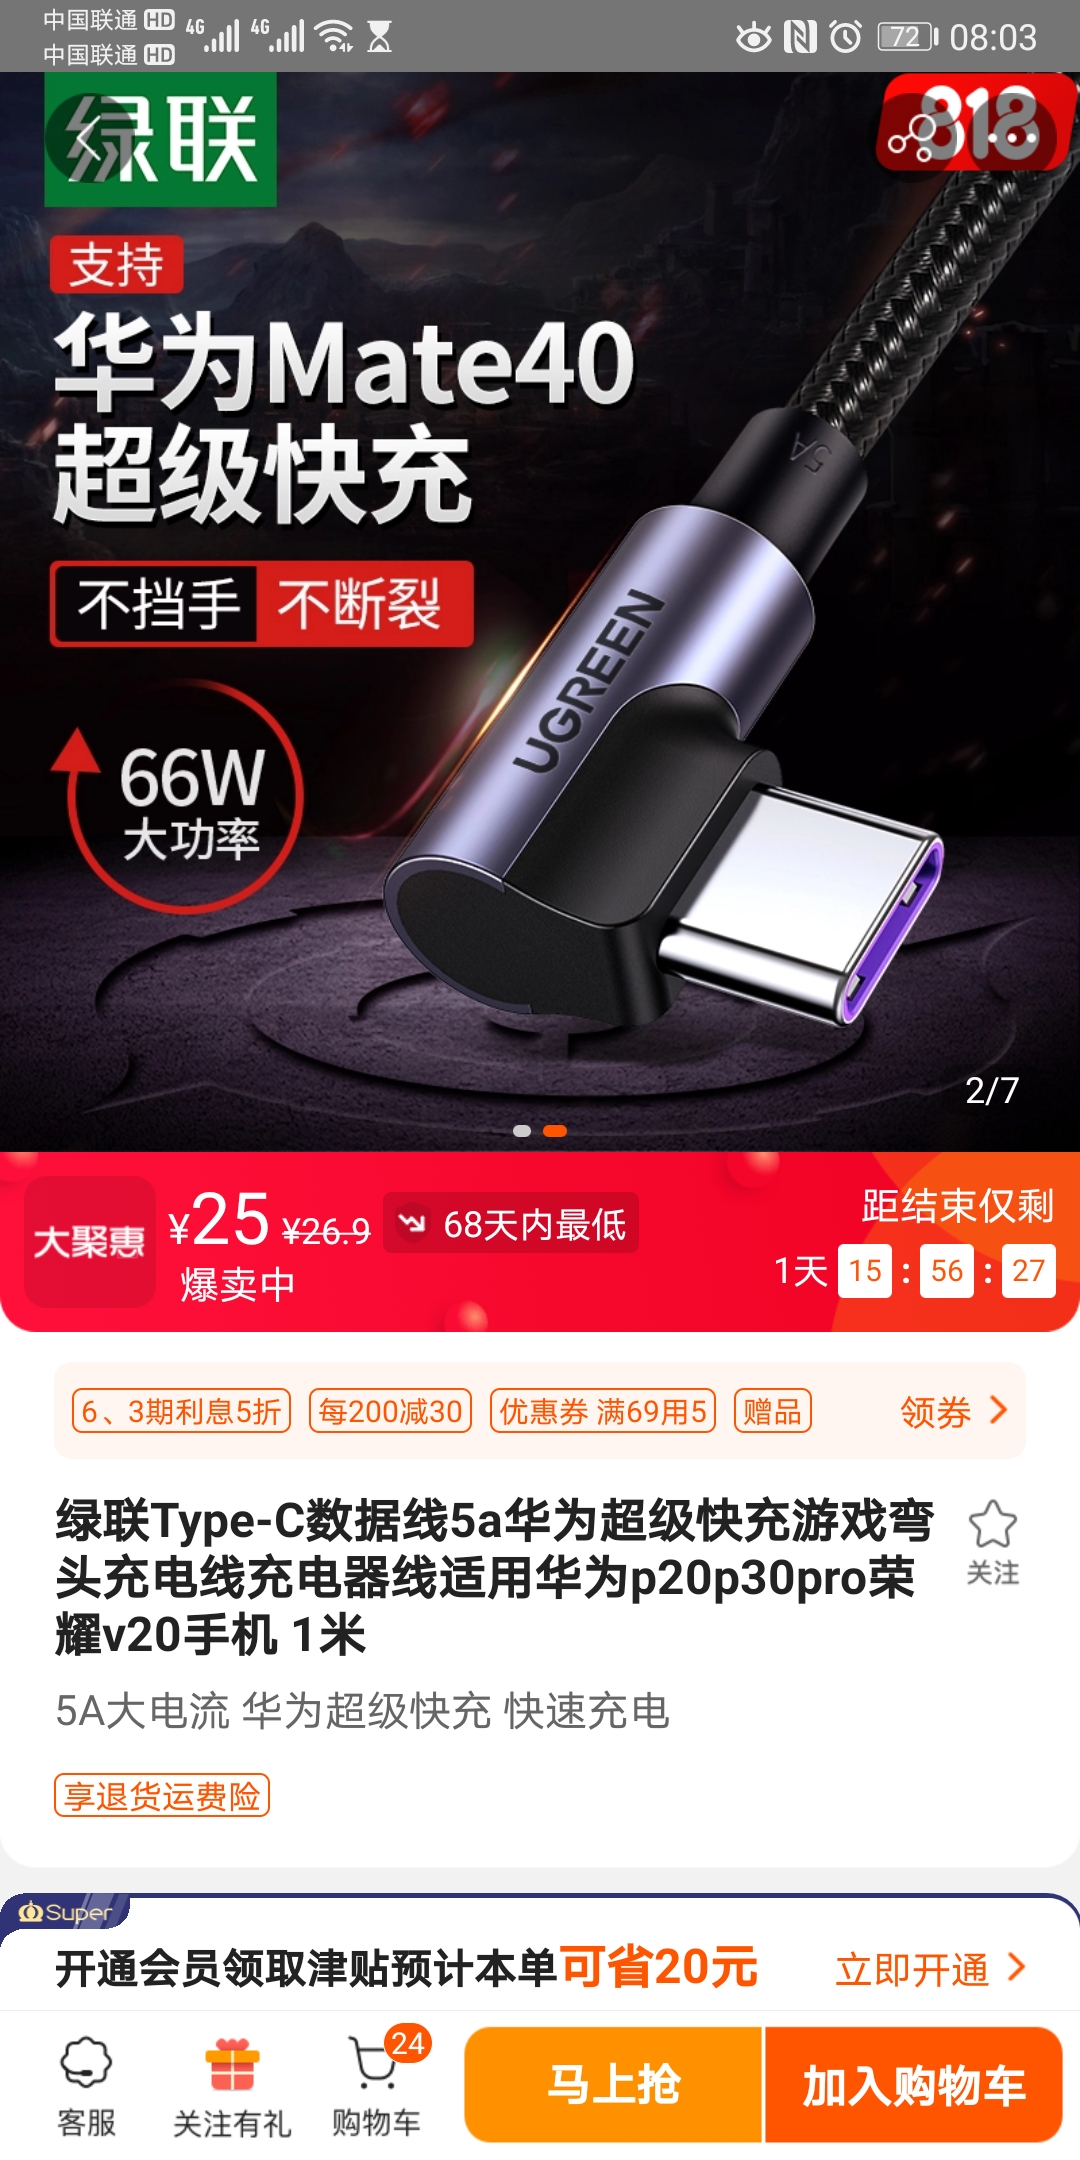 中国联通 HD 4G 4G 72 08:03
中国联通 HD
绿联
818
支持
华为Mate40
超级快充
不挡手 不断裂
66W
大功率
5A
UGREEN
2/7
大聚惠
¥25 ¥26.9 68天内最低
爆卖中
距结束仅剩
1天 15 : 56 : 27
6、3期利息5折 每200减30 优惠券 满69用5 赠品 领券
绿联Type-C数据线5a华为超级快充游戏弯
头充电线充电器线适用华为p20p30pro荣
耀v20手机 1米
关注
5A大电流 华为超级快充 快速充电
享退货运费险
Super
开通会员领取津贴预计本单可省20元 立即开通
24
客服 关注有礼 购物车 马上抢 加入购物车